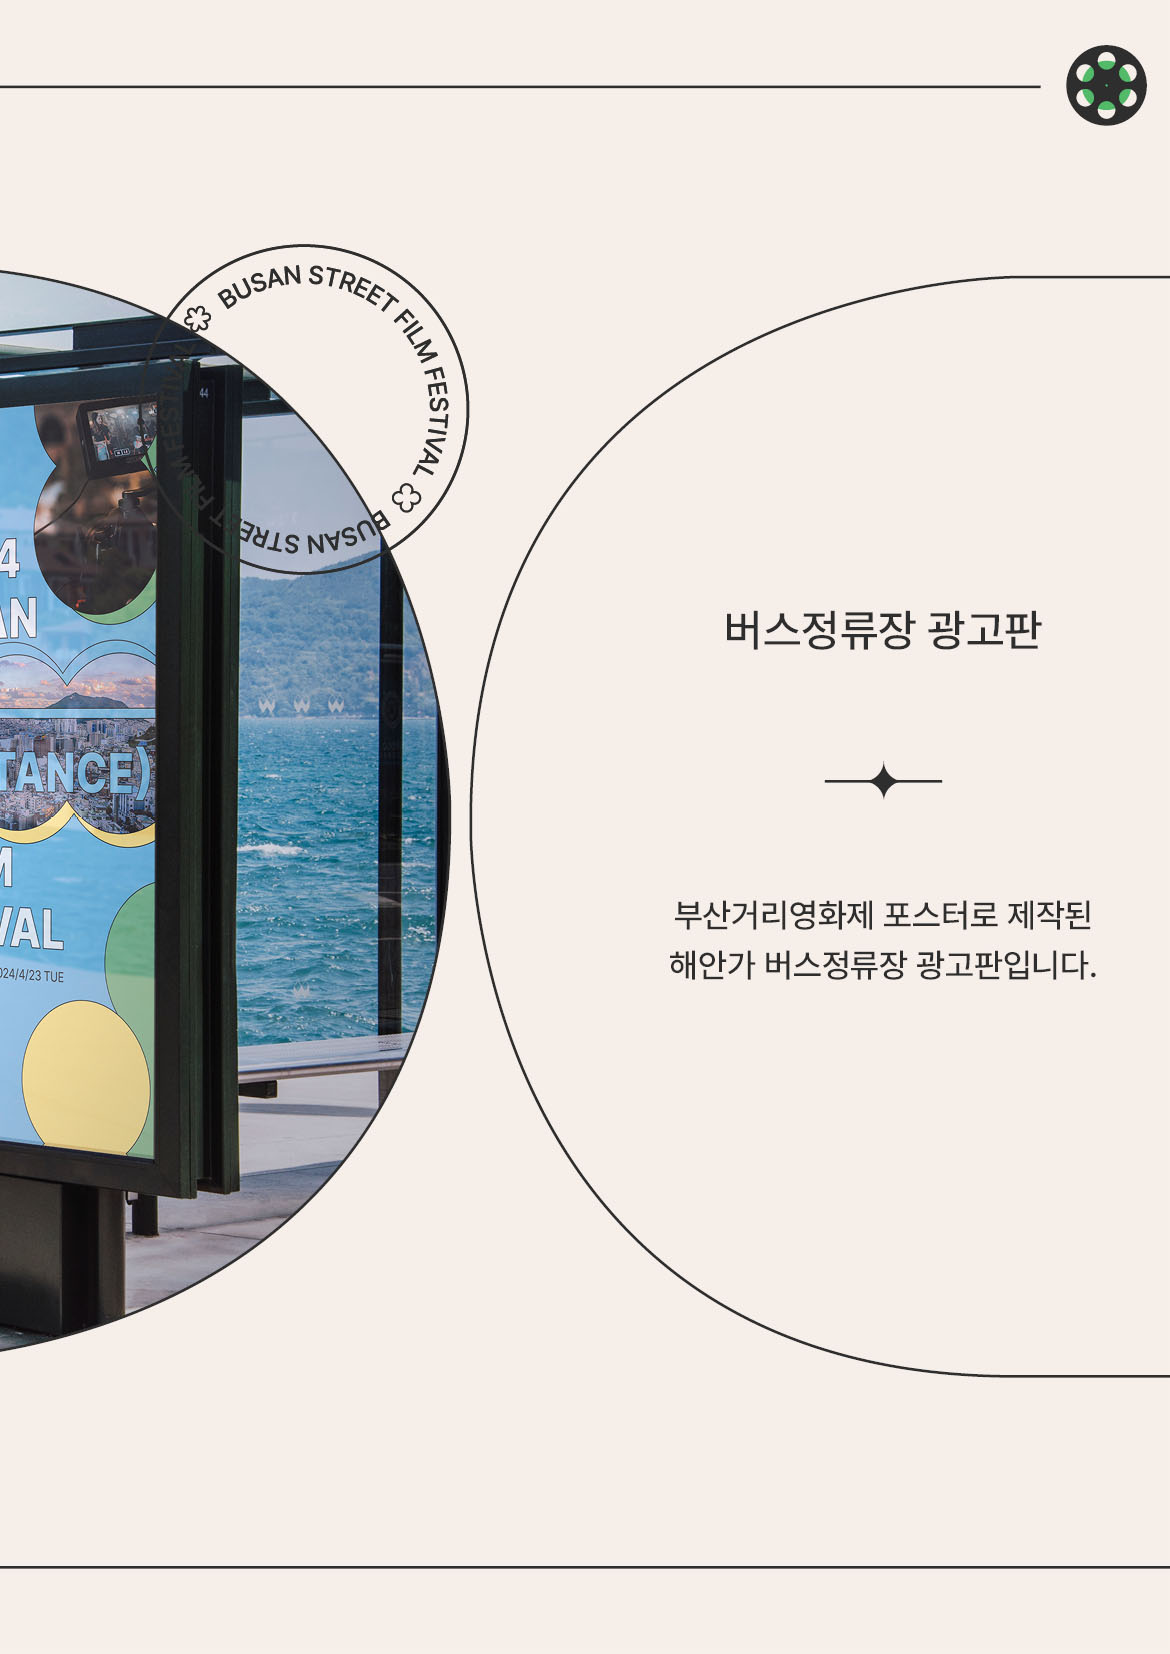 BUSAN STREET FILM FESTIVAL
BUSAN STREET FILM FESTIVAL
44
4
AN
TANCE)
M
VAL
024/4/23 TUE
버스정류장 광고판
부산거리영화제 포스터로 제작된
해안가 버스정류장 광고판입니다.